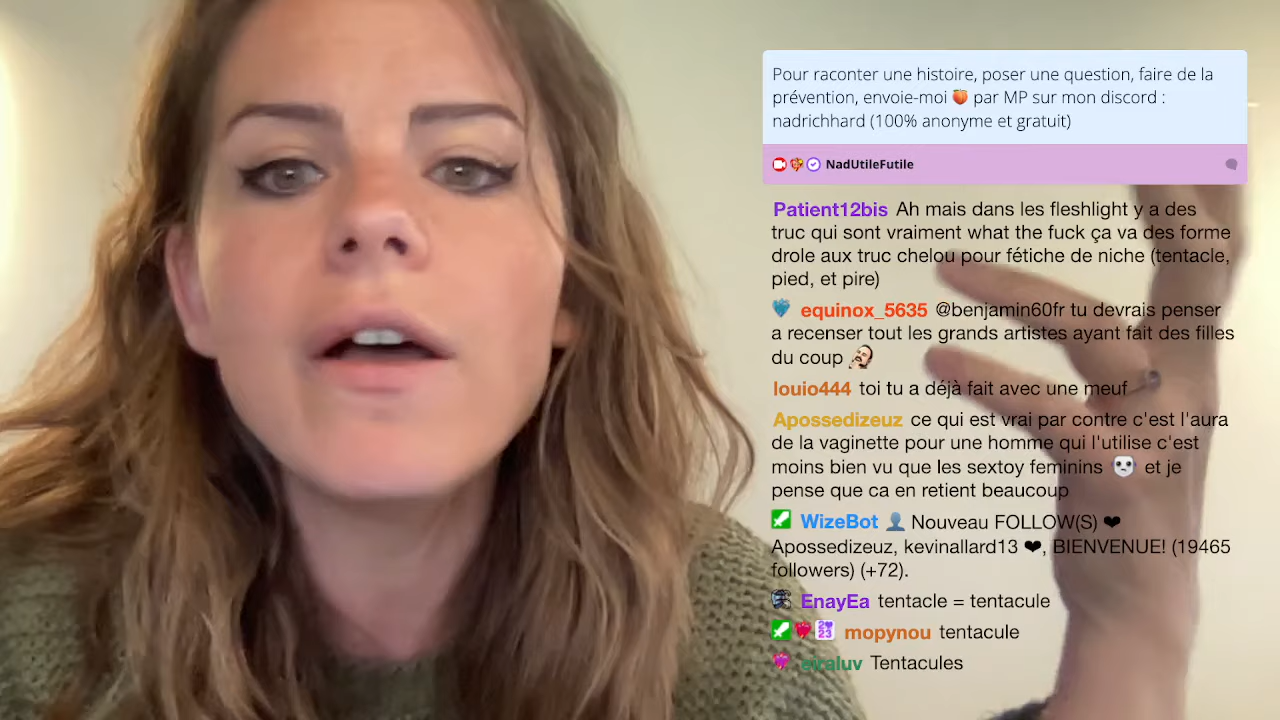 Pour raconter une histoire, poser une question, faire de la
prévention, envoie-moi 🍑 par MP sur mon discord :
nadrichhard (100% anonyme et gratuit)
NadUtileFutile
Patient12bis Ah mais dans les fleshlight y a des
truc qui sont vraiment what the fuck ça va des forme
drole aux truc chelou pour fétiche de niche (tentacle,
pied, et pire)
equinox_5635 @benjamin60fr tu devrais penser
a recenser tout les grands artistes ayant fait des filles
du coup
louio444 toi tu a déjà fait avec une meuf
Apossedizeuz ce qui est vrai par contre c'est l'aura
de la vaginette pour une homme qui l'utilise c'est
moins bien vu que les sextoy feminins et je
pense que ca en retient beaucoup
WizeBot 👤 Nouveau FOLLOW(S) ❤
Apossedizeuz, kevinallard13 ❤, BIENVENUE! (19465
followers) (+72).
EnayEa tentacle = tentacule
mopynou tentacule
eiraluv Tentacules